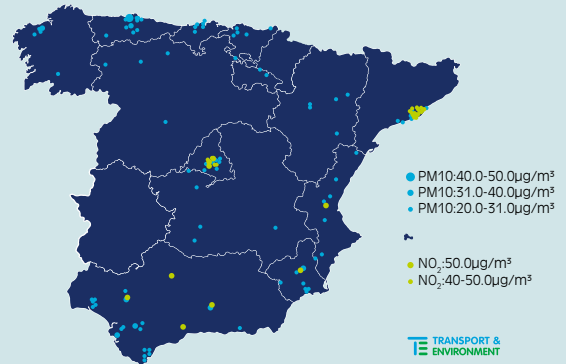 PM10:40.0-50.0µg/m³
PM10:31.0-40.0µg/m³
PM10:20.0-31.0µg/m³
NO₂:50.0µg/m³
NO₂:40-50.0µg/m³
TRANSPORT &
ENVIRONMENT